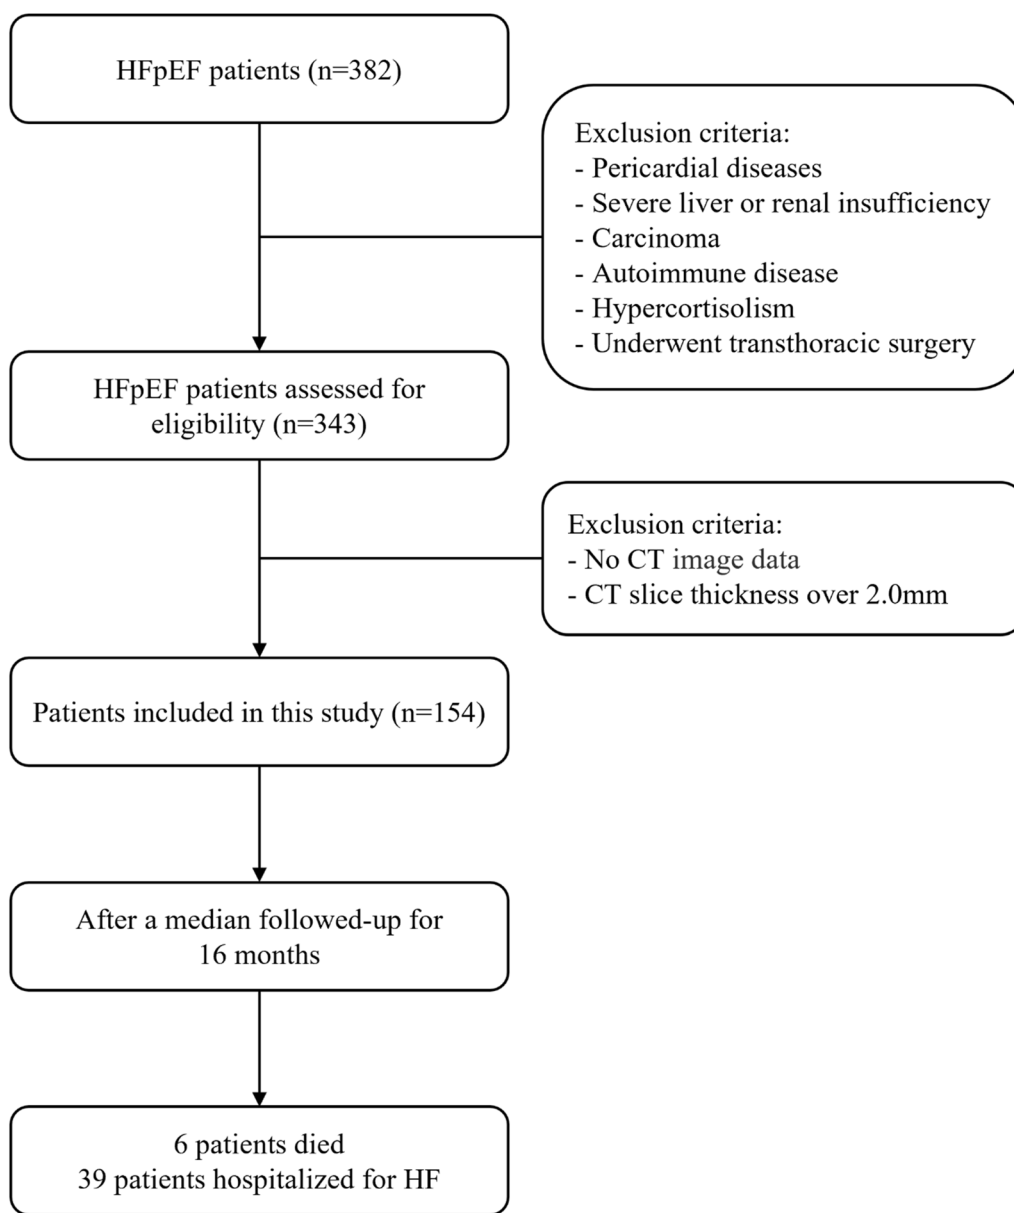 HFpEF patients (n=382)
Exclusion criteria:
- Pericardial diseases
- Severe liver or renal insufficiency
- Carcinoma
- Autoimmune disease
- Hypercortisolism
- Underwent transthoracic surgery
HFpEF patients assessed for
eligibility (n=343)
Exclusion criteria:
- No CT image data
- CT slice thickness over 2.0mm
Patients included in this study (n=154)
After a median followed-up for
16 months
6 patients died
39 patients hospitalized for HF